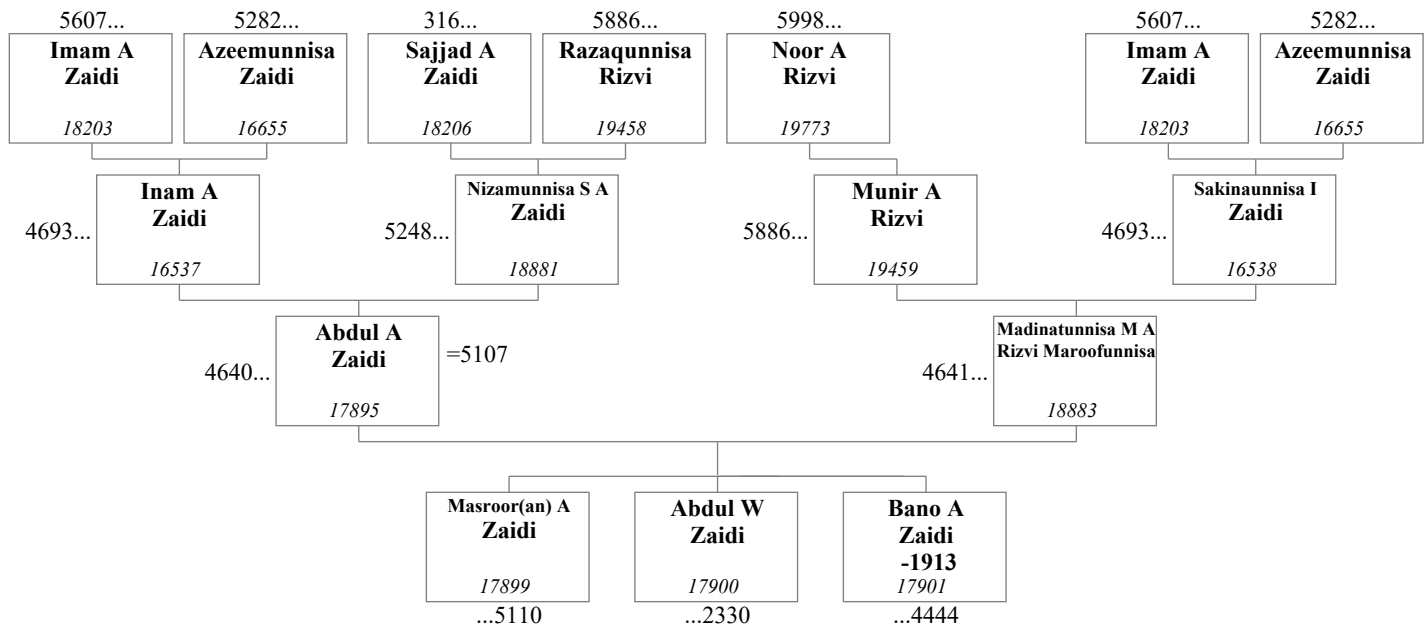 5607...
5282...
316...
5886...
5998...
5607...
5282...
Imam A
Zaidi
18203
Azeemunnisa
Zaidi
16655
Sajjad A
Zaidi
18206
Razaqunnisa
Rizvi
19458
Noor A
Rizvi
19773
Imam A
Zaidi
18203
Azeemunnisa
Zaidi
16655
4693...
Inam A
Zaidi
16537
5248...
Nizamunnisa S A
Zaidi
18881
5886...
Munir A
Rizvi
19459
4693...
Sakinaunnisa I
Zaidi
16538
4640...
Abdul A
Zaidi
17895
=5107
4641...
Madinatunnisa M A
Rizvi Maroofunnisa
18883
Masroor(an) A
Zaidi
17899
...5110
Abdul W
Zaidi
17900
...2330
Bano A
Zaidi
-1913
17901
...4444